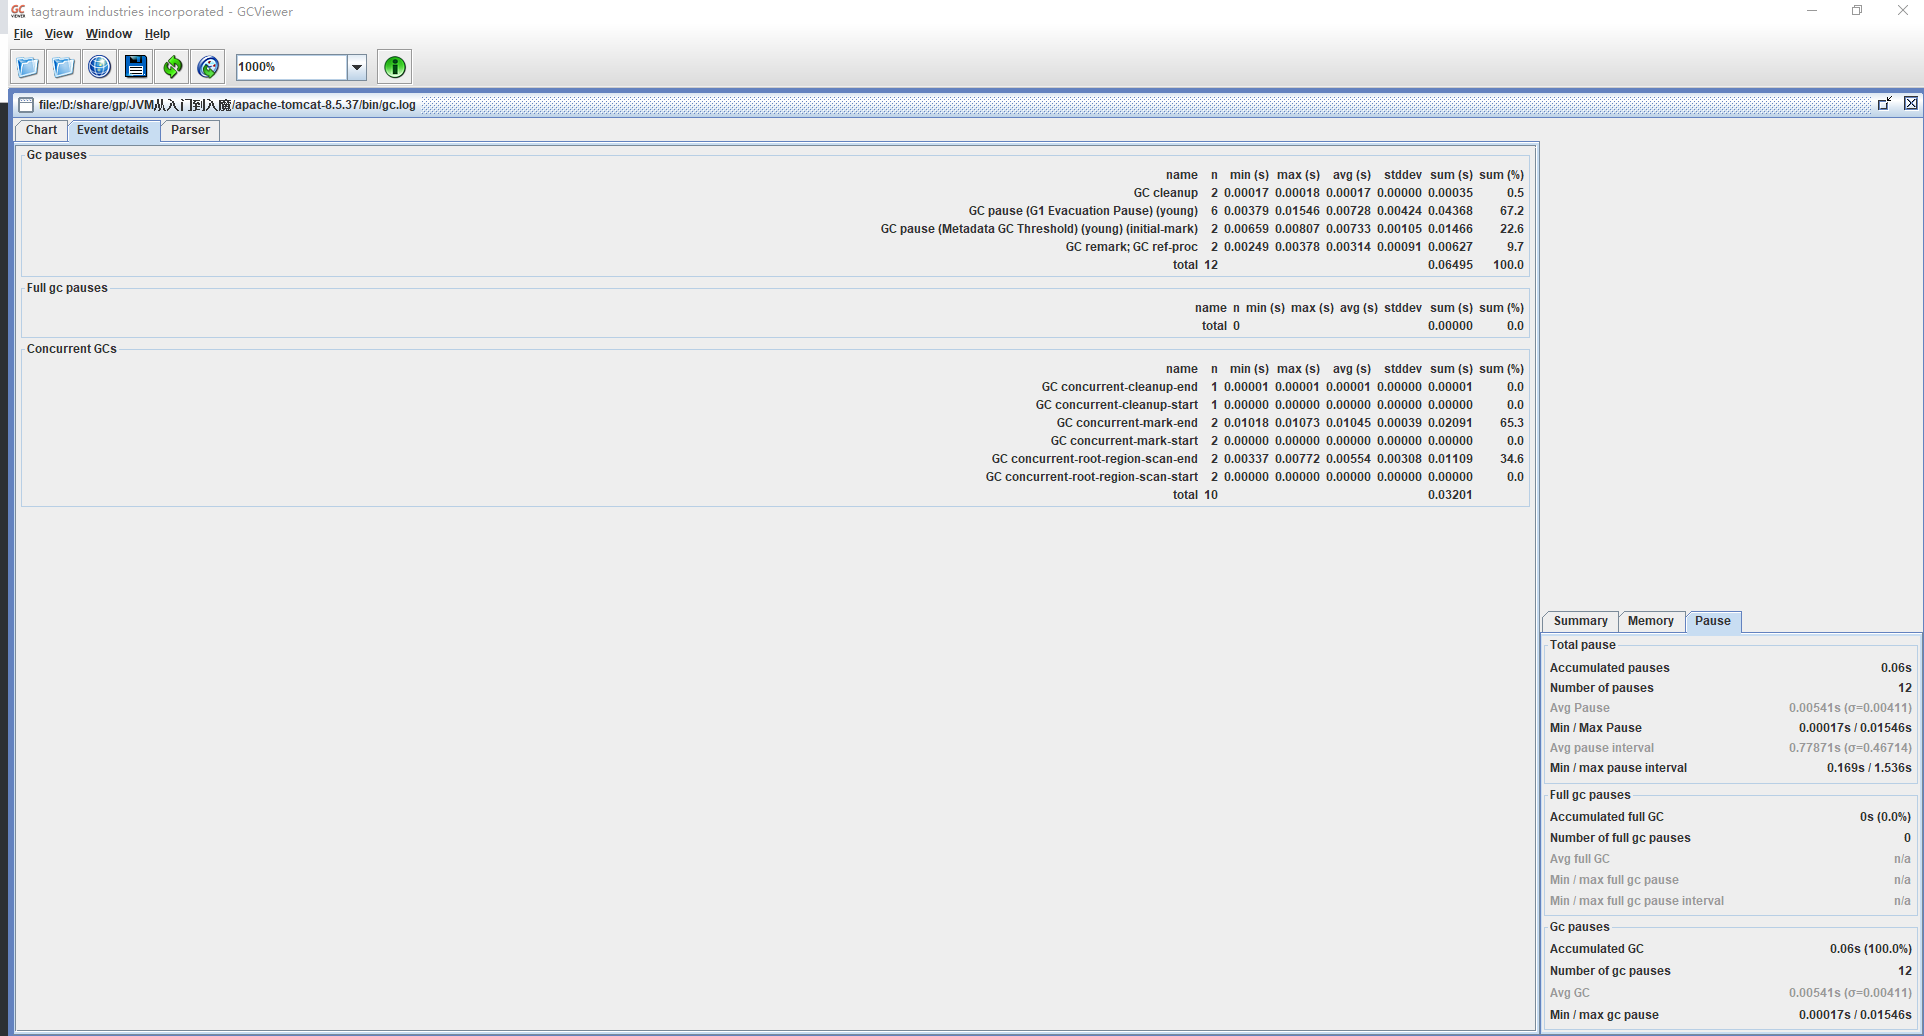 GC VIEWER tagtraum industries incorporated - GCViewer
File View Window Help
1000%
file:/D:/share/gp/JVM从入门到入魔/apache-tomcat-8.5.37/bin/gc.log
Chart Event details Parser
Gc pauses
name n min (s) max (s) avg (s) stddev sum (s) sum (%)
GC cleanup 2 0.00017 0.00018 0.00017 0.00000 0.00035 0.5
GC pause (G1 Evacuation Pause) (young) 6 0.00379 0.01546 0.00728 0.00424 0.04368 67.2
GC pause (Metadata GC Threshold) (young) (initial-mark) 2 0.00659 0.00807 0.00733 0.00105 0.01466 22.6
GC remark; GC ref-proc 2 0.00249 0.00378 0.00314 0.00091 0.00627 9.7
total 12 0.06495 100.0
Full gc pauses
name n min (s) max (s) avg (s) stddev sum (s) sum (%)
total 0 0.00000 0.0
Concurrent GCs
name n min (s) max (s) avg (s) stddev sum (s) sum (%)
GC concurrent-cleanup-end 1 0.00001 0.00001 0.00001 0.00000 0.00001 0.0
GC concurrent-cleanup-start 1 0.00000 0.00000 0.00000 0.00000 0.00000 0.0
GC concurrent-mark-end 2 0.01018 0.01073 0.01045 0.00039 0.02091 65.3
GC concurrent-mark-start 2 0.00000 0.00000 0.00000 0.00000 0.00000 0.0
GC concurrent-root-region-scan-end 2 0.00337 0.00772 0.00554 0.00308 0.01109 34.6
GC concurrent-root-region-scan-start 2 0.00000 0.00000 0.00000 0.00000 0.00000 0.0
total 10 0.03201
Summary Memory Pause
Total pause
Accumulated pauses 0.06s
Number of pauses 12
Avg Pause 0.00541s (σ=0.00411)
Min / Max Pause 0.00017s / 0.01546s
Avg pause interval 0.77871s (σ=0.46714)
Min / max pause interval 0.169s / 1.536s
Full gc pauses
Accumulated full GC 0s (0.0%)
Number of full gc pauses 0
Avg full GC n/a
Min / max full gc pause n/a
Min / max full gc pause interval n/a
Gc pauses
Accumulated GC 0.06s (100.0%)
Number of gc pauses 12
Avg GC 0.00541s (σ=0.00411)
Min / max gc pause 0.00017s / 0.01546s